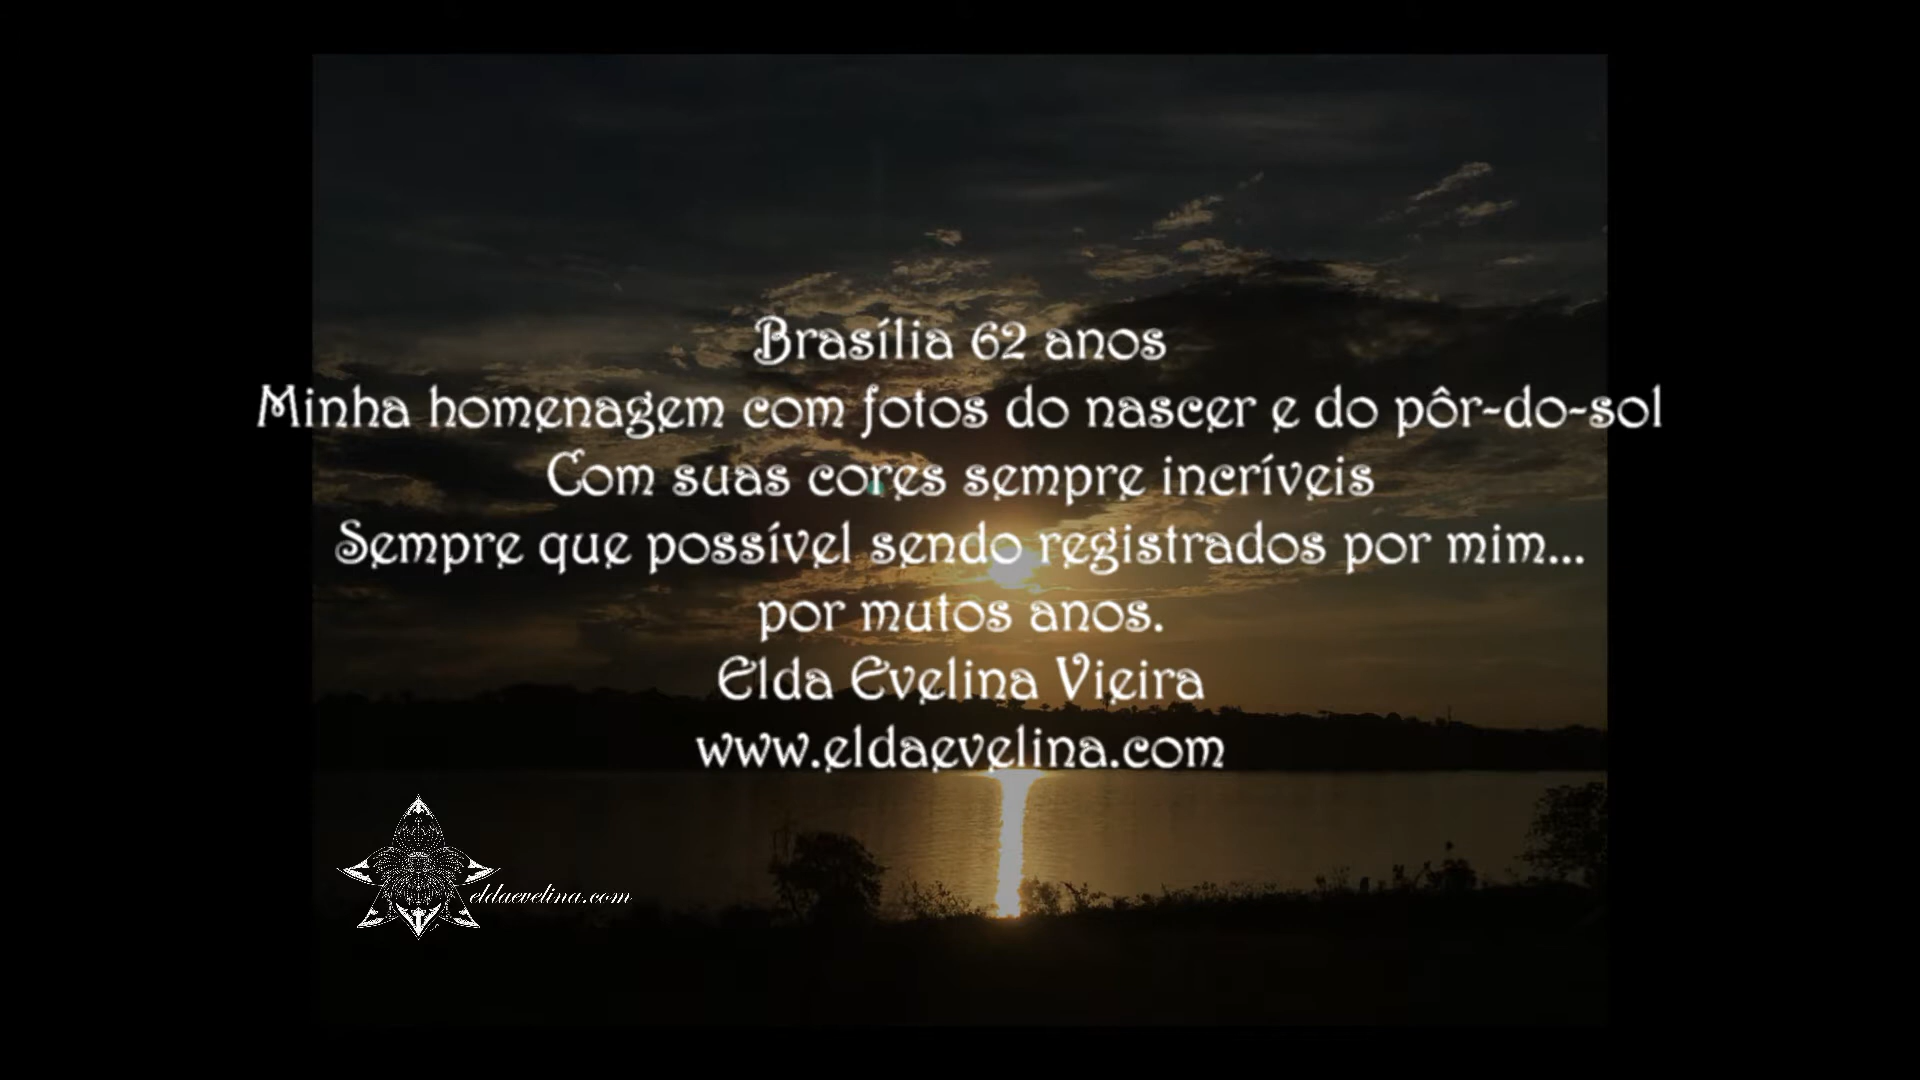 Brasília 62 anos
Minha homenagem com fotos do nascer e do pôr-do-sol
Com suas cores sempre incríveis
Sempre que possível sendo registrados por mim...
por mutos anos.
Elda Evelina Vieira
www.eldaevelina.com
eldaevelina.com